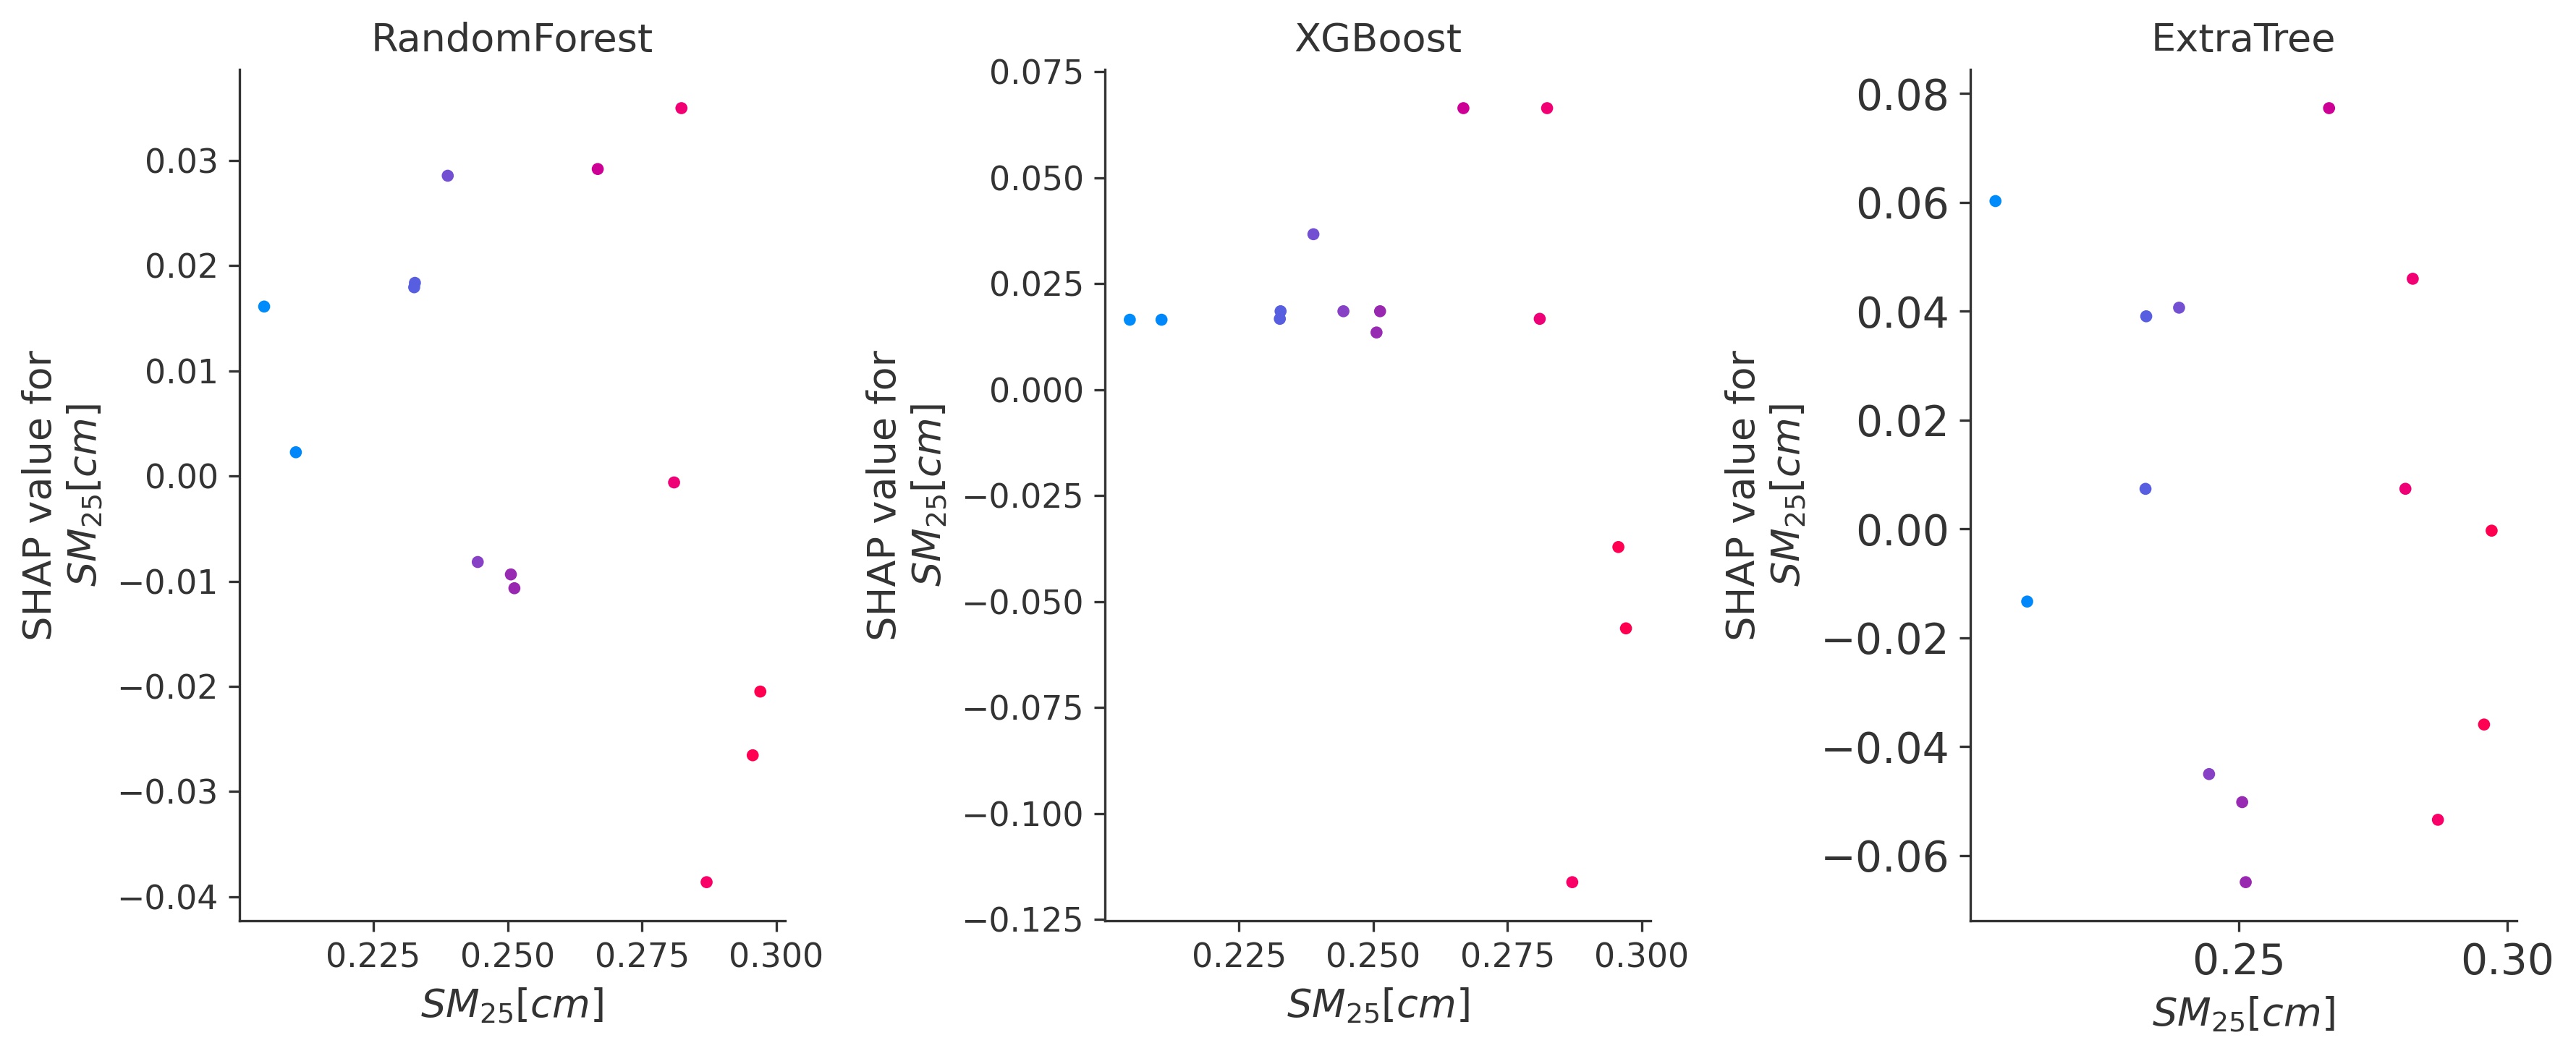 RandomForest
SHAP value for
SM₂₅[cm]
0.03
0.02
0.01
0.00
−0.01
−0.02
−0.03
−0.04
0.225 0.250 0.275 0.300
SM₂₅[cm]
XGBoost
SHAP value for
SM₂₅[cm]
0.075
0.050
0.025
0.000
−0.025
−0.050
−0.075
−0.100
−0.125
0.225 0.250 0.275 0.300
SM₂₅[cm]
ExtraTree
SHAP value for
SM₂₅[cm]
0.08
0.06
0.04
0.02
0.00
−0.02
−0.04
−0.06
0.25 0.30
SM₂₅[cm]